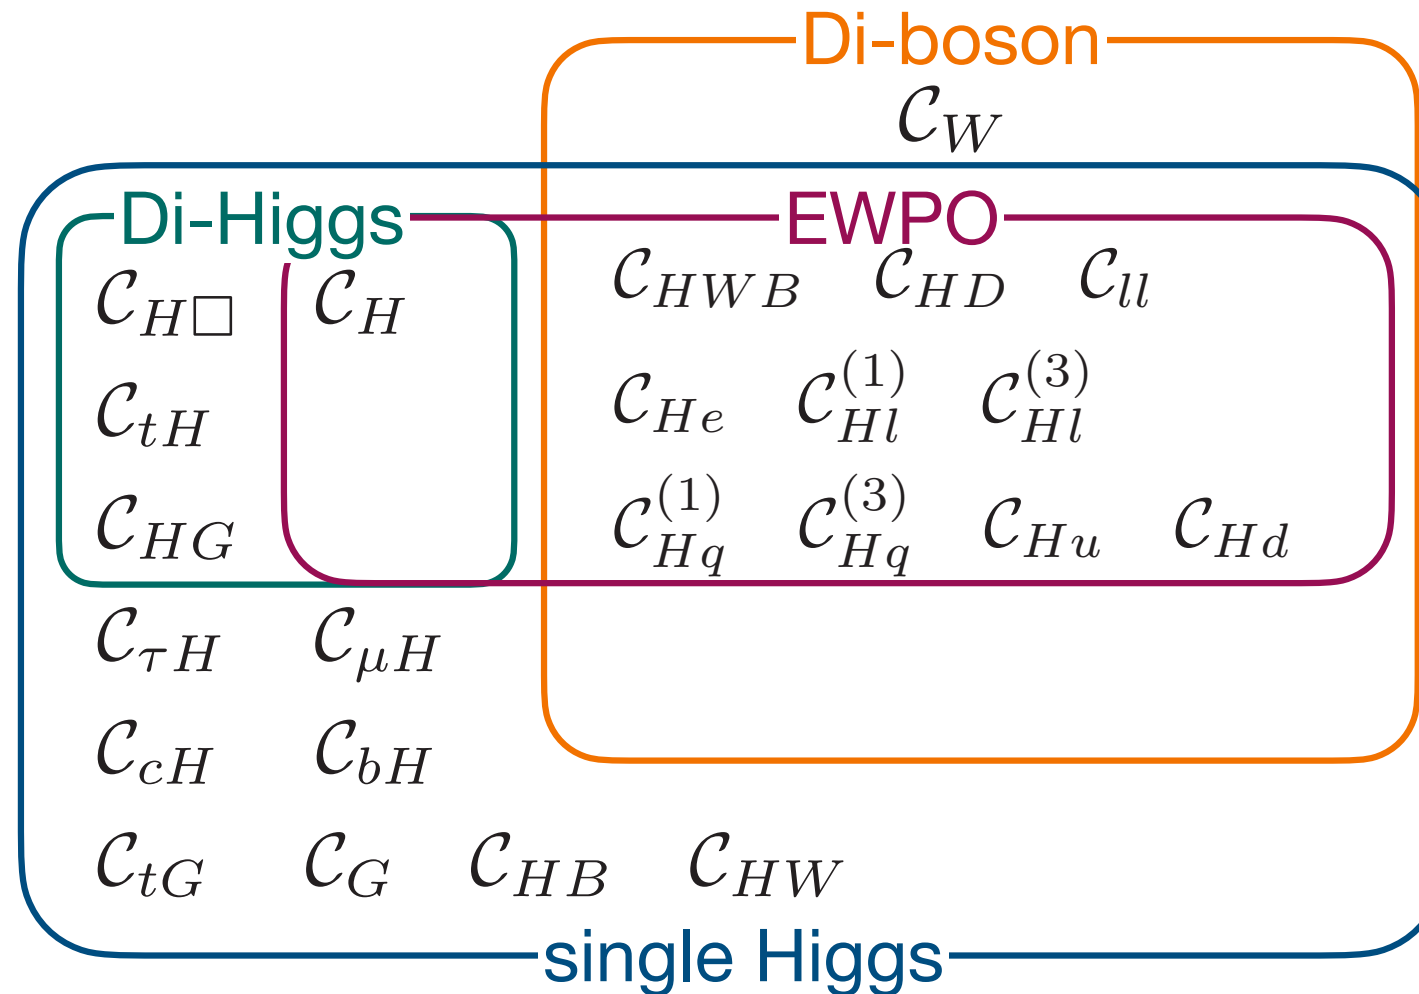 Di-boson
𝒞_W
Di-Higgs EWPO
𝒞_{H□} 𝒞_H 𝒞_{HWB} 𝒞_{HD} 𝒞_{ll}
𝒞_{tH} 𝒞_{He} 𝒞_{Hl}^{(1)} 𝒞_{Hl}^{(3)}
𝒞_{HG} 𝒞_{Hq}^{(1)} 𝒞_{Hq}^{(3)} 𝒞_{Hu} 𝒞_{Hd}
𝒞_{τH} 𝒞_{μH}
𝒞_{cH} 𝒞_{bH}
𝒞_{tG} 𝒞_G 𝒞_{HB} 𝒞_{HW}
single Higgs